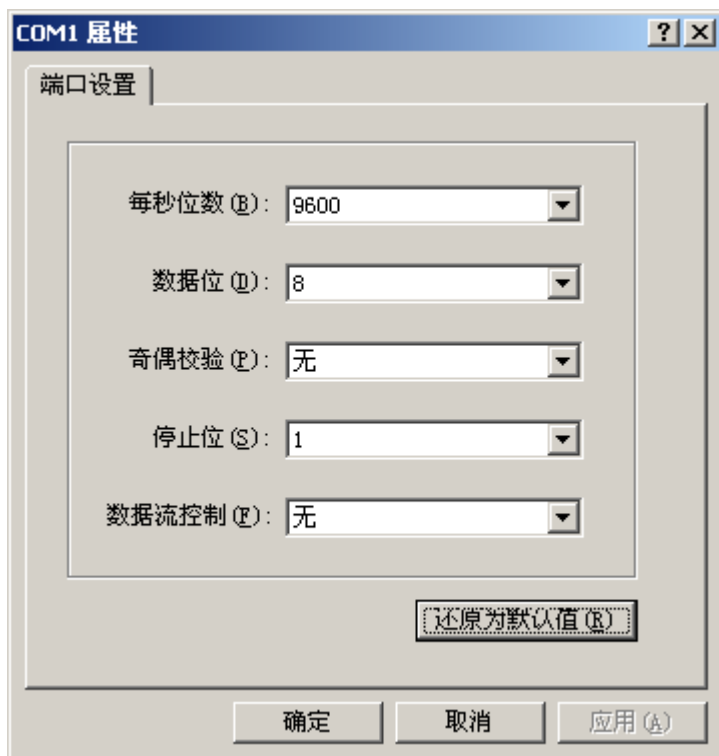 COM1 属性
端口设置
每秒位数(B): 9600
数据位(D): 8
奇偶校验(P): 无
停止位(S): 1
数据流控制(F): 无
还原为默认值(R)
确定 取消 应用(A)